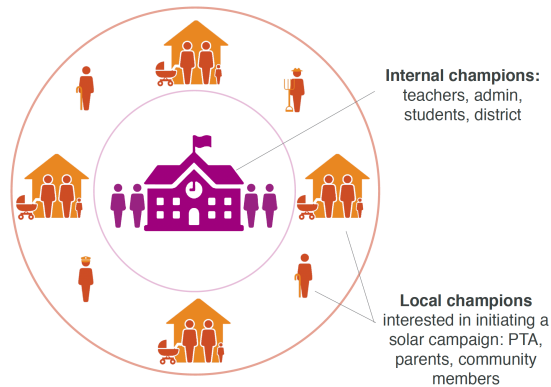 Internal champions:
teachers, admin,
students, district
Local champions
interested in initiating a
solar campaign: PTA,
parents, community
members